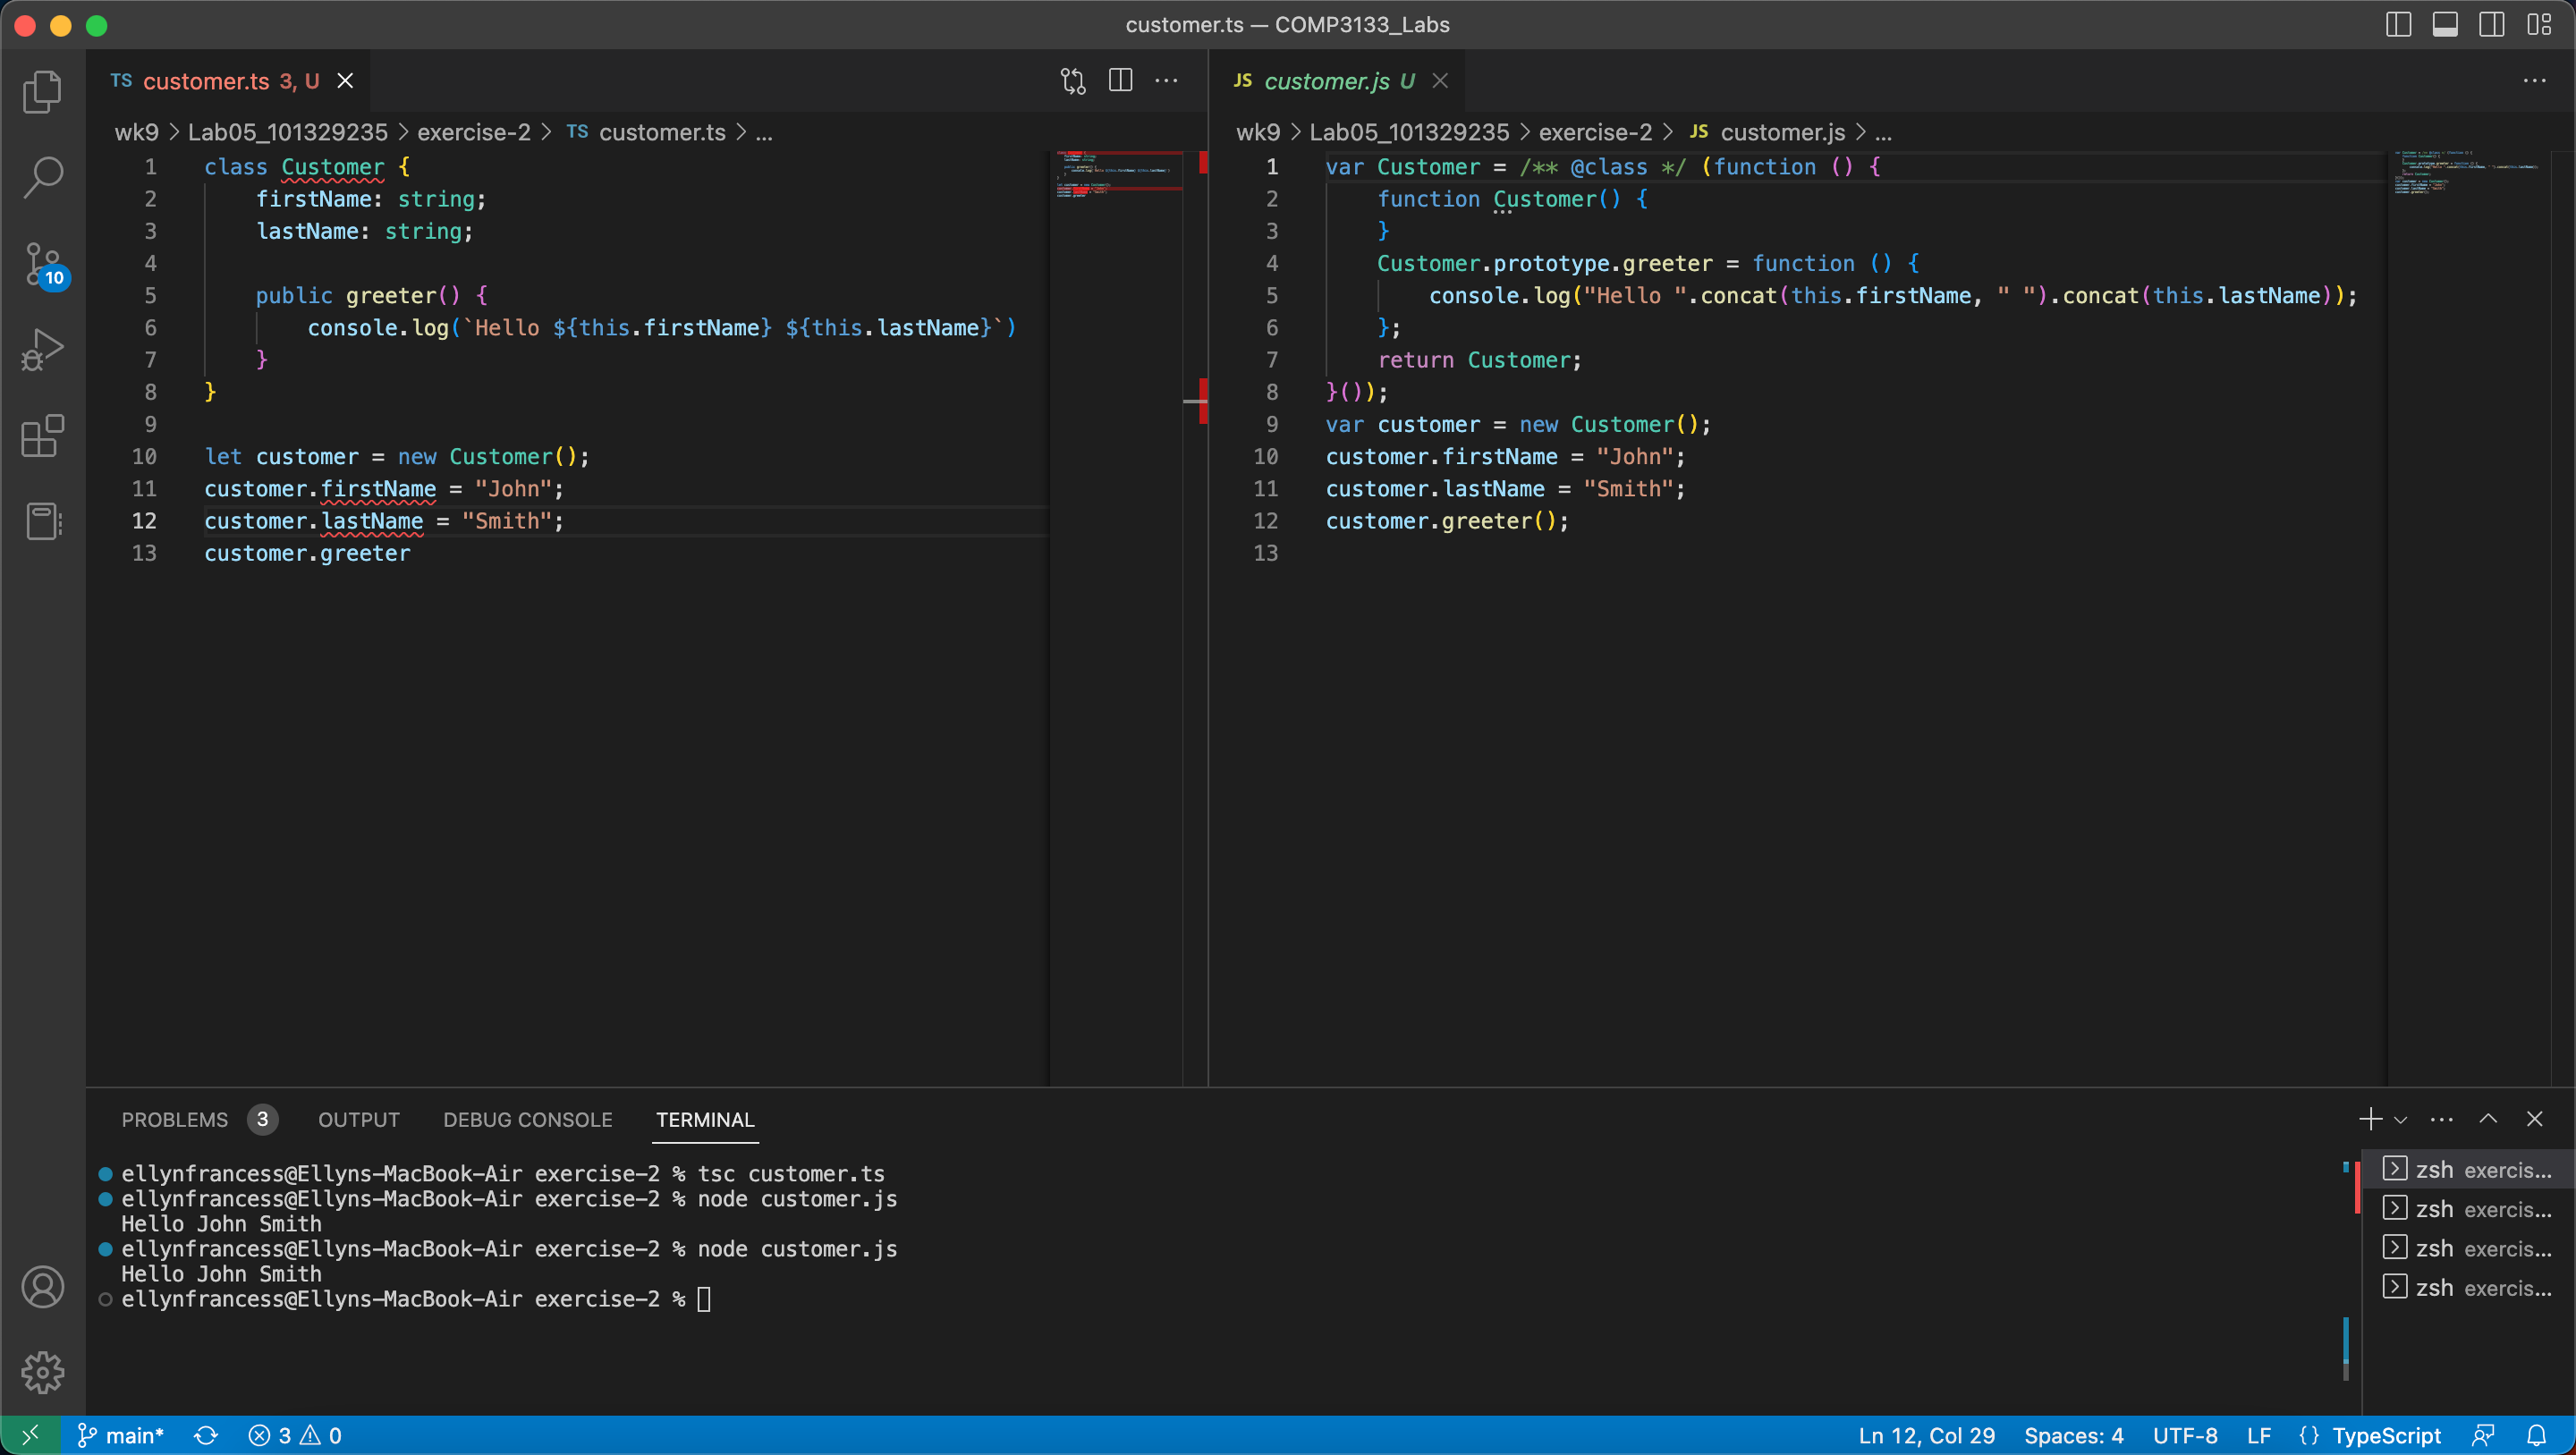 customer.ts — COMP3133_Labs
TS customer.ts 3, U
JS customer.js U
wk9 > Lab05_101329235 > exercise-2 > TS customer.ts > ...
1 class Customer {
2     firstName: string;
3     lastName: string;
4
5     public greeter() {
6         console.log(`Hello ${this.firstName} ${this.lastName}`)
7     }
8 }
9
10 let customer = new Customer();
11 customer.firstName = "John";
12 customer.lastName = "Smith";
13 customer.greeter
wk9 > Lab05_101329235 > exercise-2 > JS customer.js > ...
1 var Customer = /** @class */ (function () {
2     function Customer() {
3     }
4     Customer.prototype.greeter = function () {
5         console.log("Hello ".concat(this.firstName, " ").concat(this.lastName));
6     };
7     return Customer;
8 }());
9 var customer = new Customer();
10 customer.firstName = "John";
11 customer.lastName = "Smith";
12 customer.greeter();
13
10
PROBLEMS 3 OUTPUT DEBUG CONSOLE TERMINAL
ellynfrancess@Ellyns-MacBook-Air exercise-2 % tsc customer.ts
ellynfrancess@Ellyns-MacBook-Air exercise-2 % node customer.js
Hello John Smith
ellynfrancess@Ellyns-MacBook-Air exercise-2 % node customer.js
Hello John Smith
ellynfrancess@Ellyns-MacBook-Air exercise-2 %
zsh exercis...
zsh exercis...
zsh exercis...
zsh exercis...
main* 3 0 Ln 12, Col 29 Spaces: 4 UTF-8 LF {} TypeScript